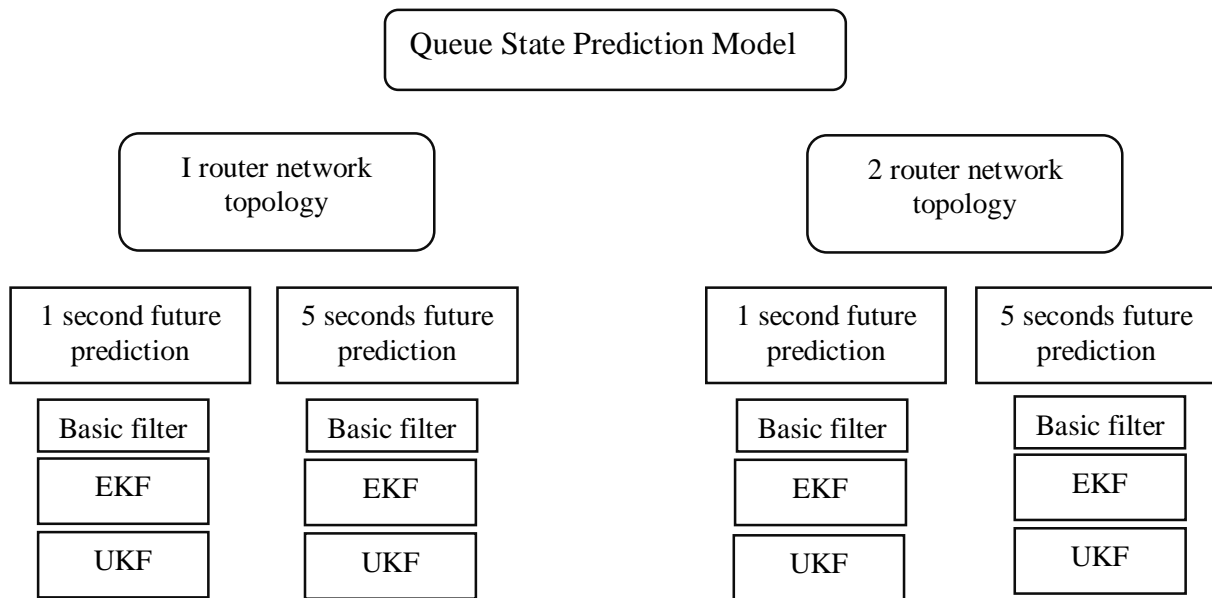 Queue State Prediction Model
I router network
topology
2 router network
topology
1 second future
prediction
5 seconds future
prediction
1 second future
prediction
5 seconds future
prediction
Basic filter
Basic filter
Basic filter
Basic filter
EKF
EKF
EKF
EKF
UKF
UKF
UKF
UKF